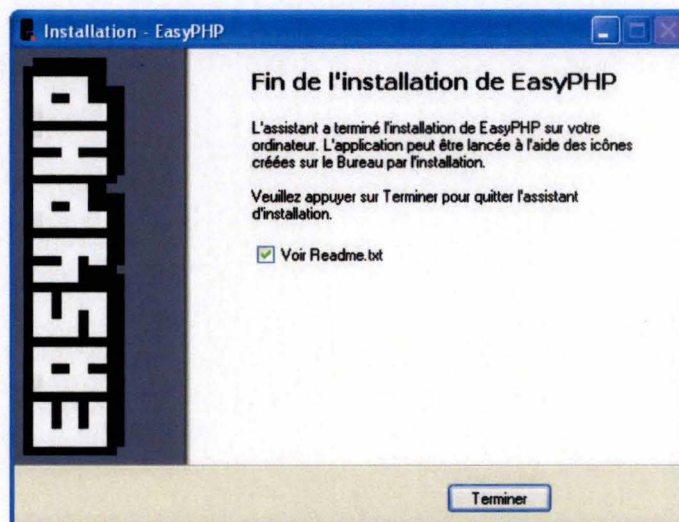 Installation - EasyPHP
EASYPHP
Fin de l'installation de EasyPHP
L'assistant a terminé l'installation de EasyPHP sur votre
ordinateur. L'application peut être lancée à l'aide des icônes
créées sur le Bureau par l'installation.
Veuillez appuyer sur Terminer pour quitter l'assistant
d'installation.
Voir Readme.txt
Terminer